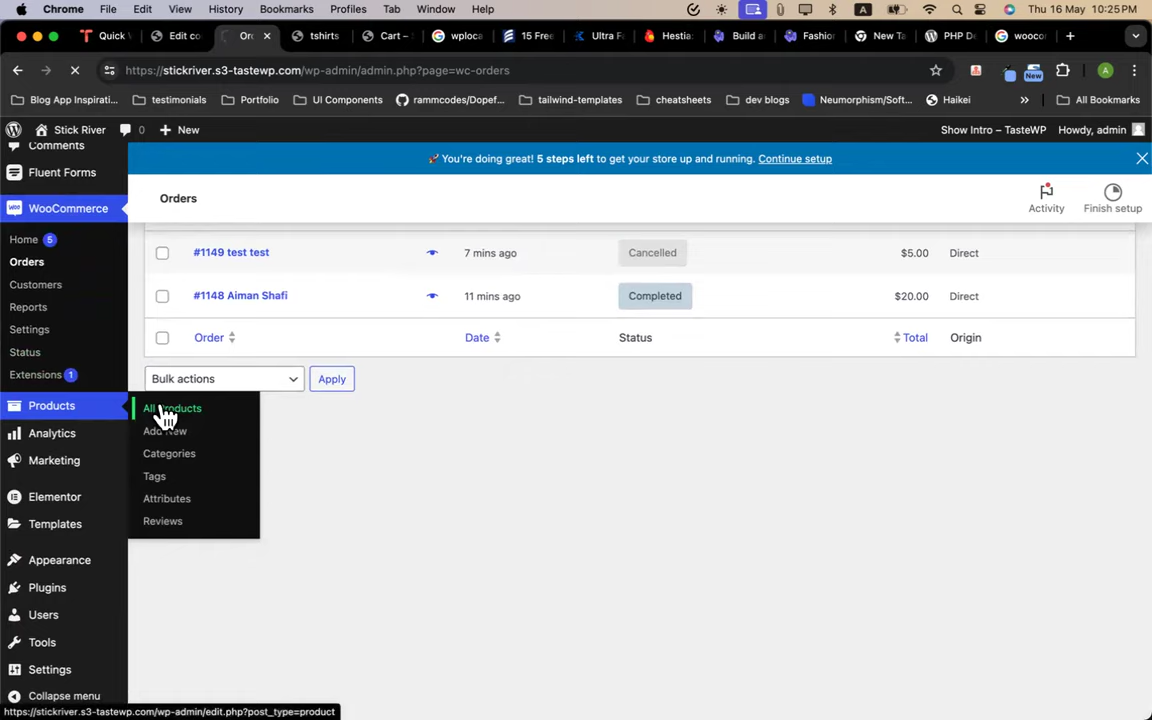 Chrome File Edit View History Bookmarks Profiles Tab Window Help A Thu 16 May 10:25 PM
Quick Edit co Or tshirts Cart – wploca 15 Free Ultra F Hestia: Build a Fashion New Ta PHP De wooco
https://stickriver.s3-tastewp.com/wp-admin/admin.php?page=wc-orders New A
Blog App Inspirati... testimonials Portfolio UI Components rammcodes/Dopef... tailwind-templates cheatsheets dev blogs Neumorphism/Soft... Haikei » All Bookmarks
Stick River 0 New Show Intro – TasteWP Howdy, admin
Comments
🚀 You're doing great! 5 steps left to get your store up and running. Continue setup
Fluent Forms
Orders Activity Finish setup
WooCommerce
Home 5
Orders
Customers
Reports
Settings
Status
Extensions 1
#1149 test test 7 mins ago Cancelled $5.00 Direct
#1148 Aiman Shafi 11 mins ago Completed $20.00 Direct
Order Date Status Total Origin
Bulk actions Apply
Products
All Products
Add New
Categories
Tags
Attributes
Reviews
Analytics
Marketing
Elementor
Templates
Appearance
Plugins
Users
Tools
Settings
Collapse menu
https://stickriver.s3-tastewp.com/wp-admin/edit.php?post_type=product